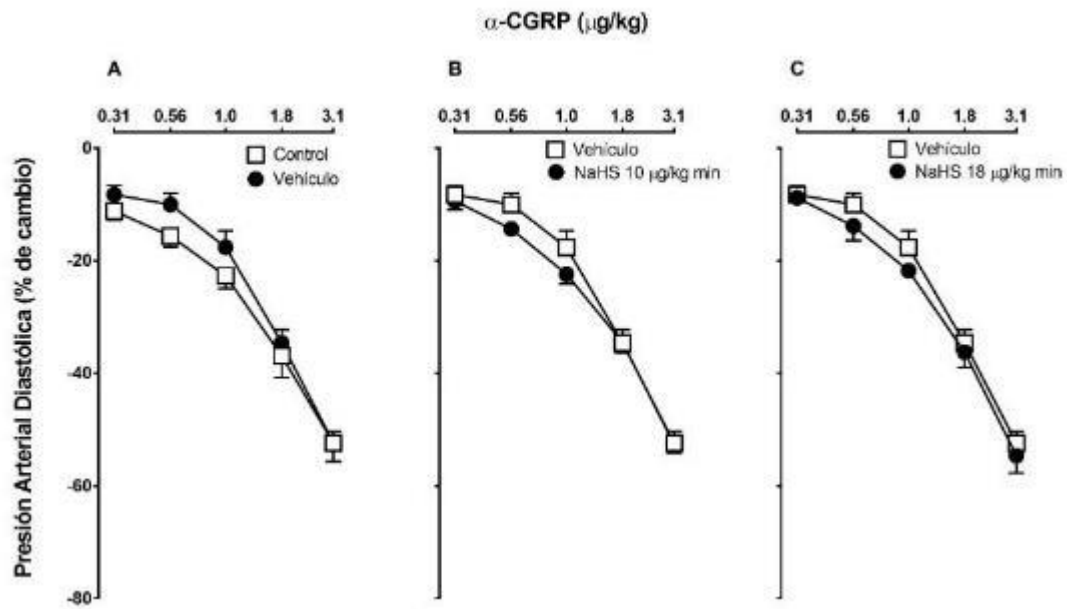 α-CGRP (μg/kg)
A
B
C
0.31 0.56 1.0 1.8 3.1
0.31 0.56 1.0 1.8 3.1
0.31 0.56 1.0 1.8 3.1
Presión Arterial Diastólica (% de cambio)
0
-20
-40
-60
-80
Control
Vehículo
Vehículo
NaHS 10 μg/kg min
Vehículo
NaHS 18 μg/kg min